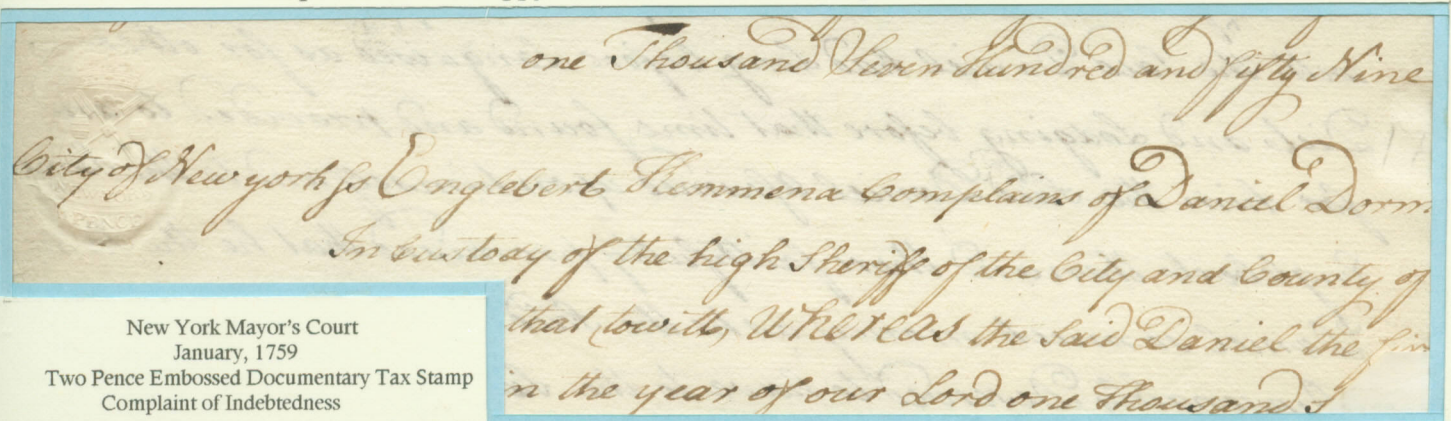 one Thousand Seven Hundred and fifty Nine
City of New york ss Englebert Kemmena Complains of Daniel Dorm
In Custody of the high Sheriff of the City and County of
that towitt, Whereas the Said Daniel the
in the year of our Lord one Thousand S
PENCE
New York Mayor's Court
January, 1759
Two Pence Embossed Documentary Tax Stamp
Complaint of Indebtedness